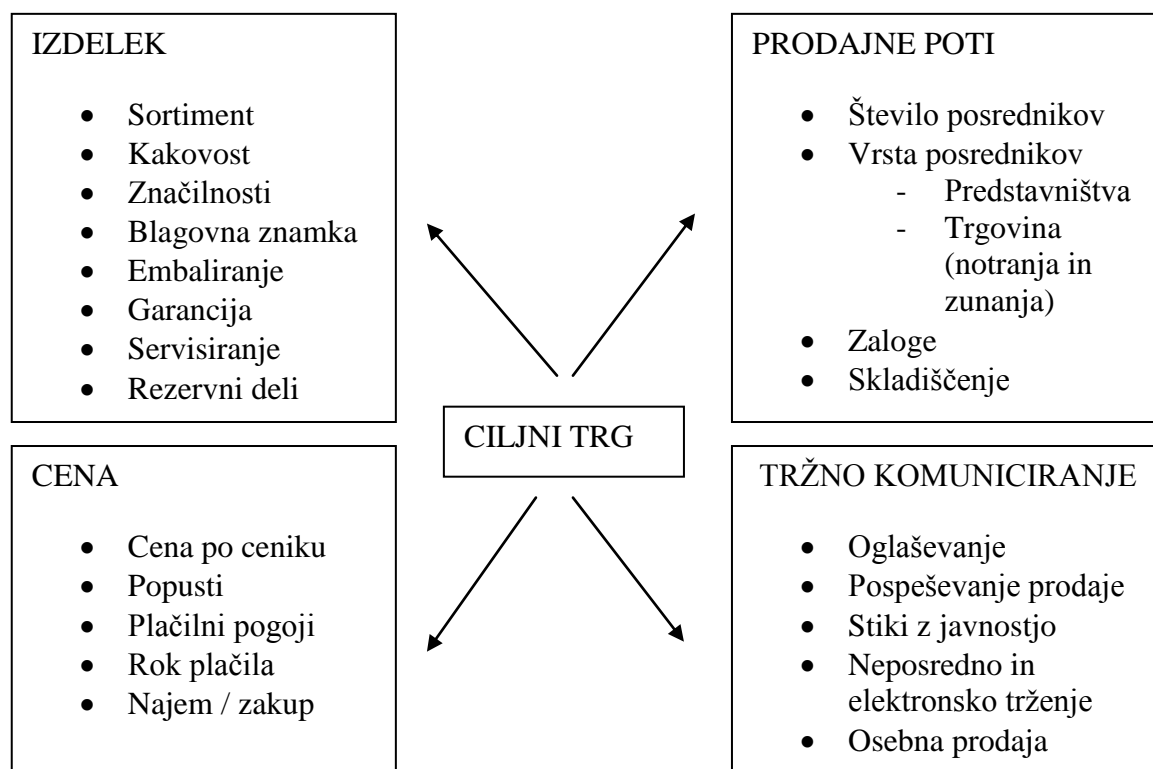 IZDELEK
• Sortiment
• Kakovost
• Značilnosti
• Blagovna znamka
• Embaliranje
• Garancija
• Servisiranje
• Rezervni deli
PRODAJNE POTI
• Število posrednikov
• Vrsta posrednikov
- Predstavništva
- Trgovina
(notranja in
zunanja)
• Zaloge
• Skladiščenje
CILJNI TRG
CENA
• Cena po ceniku
• Popusti
• Plačilni pogoji
• Rok plačila
• Najem / zakup
TRŽNO KOMUNICIRANJE
• Oglaševanje
• Pospeševanje prodaje
• Stiki z javnostjo
• Neposredno in
elektronsko trženje
• Osebna prodaja